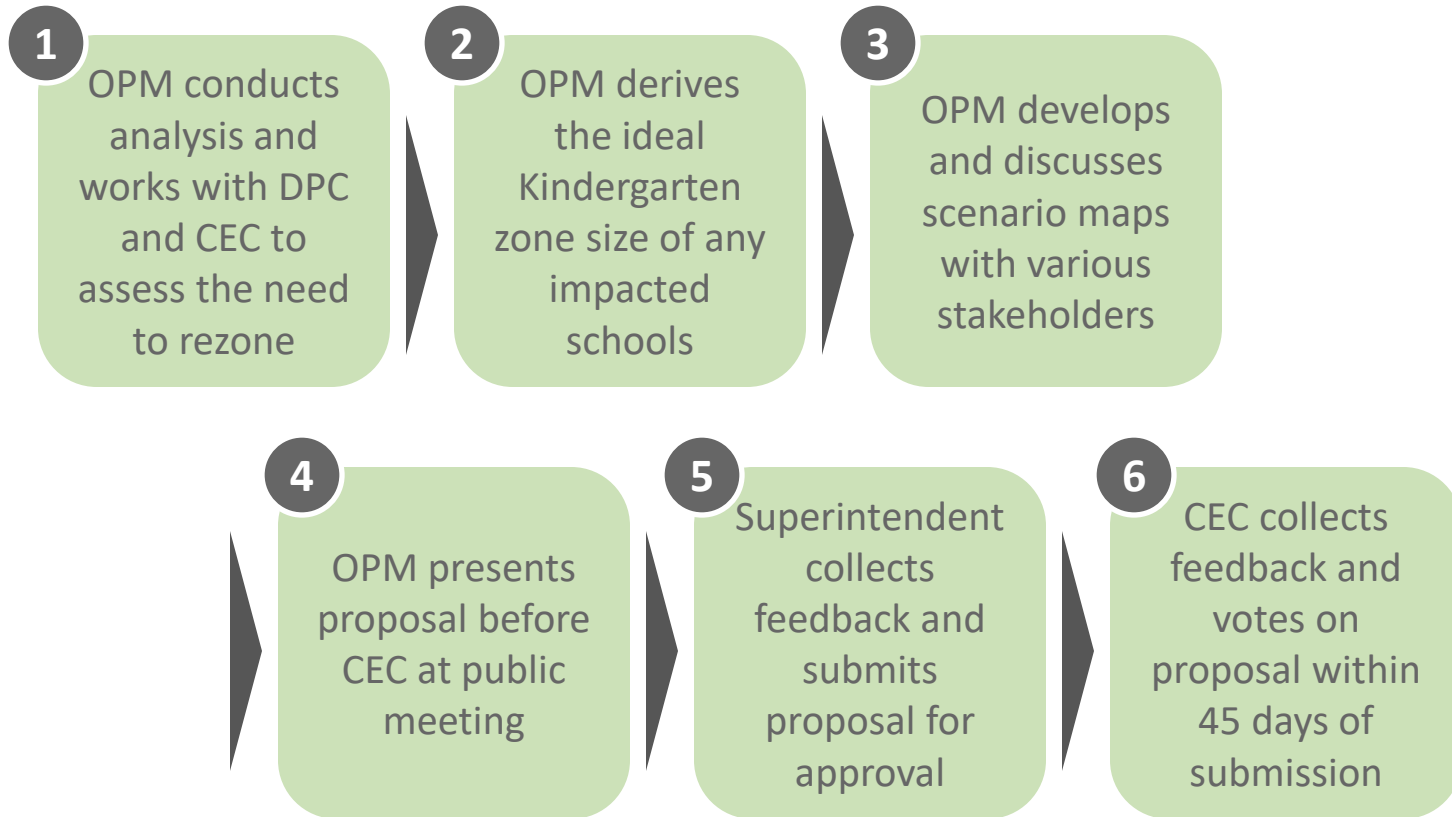 1
OPM conducts
analysis and
works with DPC
and CEC to
assess the need
to rezone
2
OPM derives
the ideal
Kindergarten
zone size of any
impacted
schools
3
OPM develops
and discusses
scenario maps
with various
stakeholders
4
OPM presents
proposal before
CEC at public
meeting
5
Superintendent
collects
feedback and
submits
proposal for
approval
6
CEC collects
feedback and
votes on
proposal within
45 days of
submission